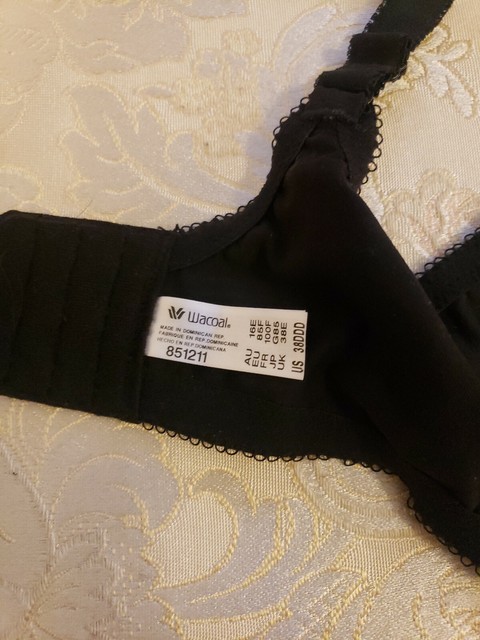 Wacoal®
MADE IN DOMINICAN REP.
FABRIQUE EN REP. DOMINICAINE
HECHO EN REP. DOMINICANA
851211
AU 16E
EU 85F
FR 100F
JP G85
UK 38E
US 38DDD